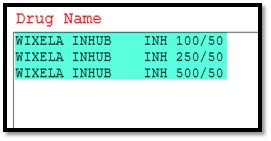 Drug Name
WIXELA INHUB    INH 100/50
WIXELA INHUB    INH 250/50
WIXELA INHUB    INH 500/50